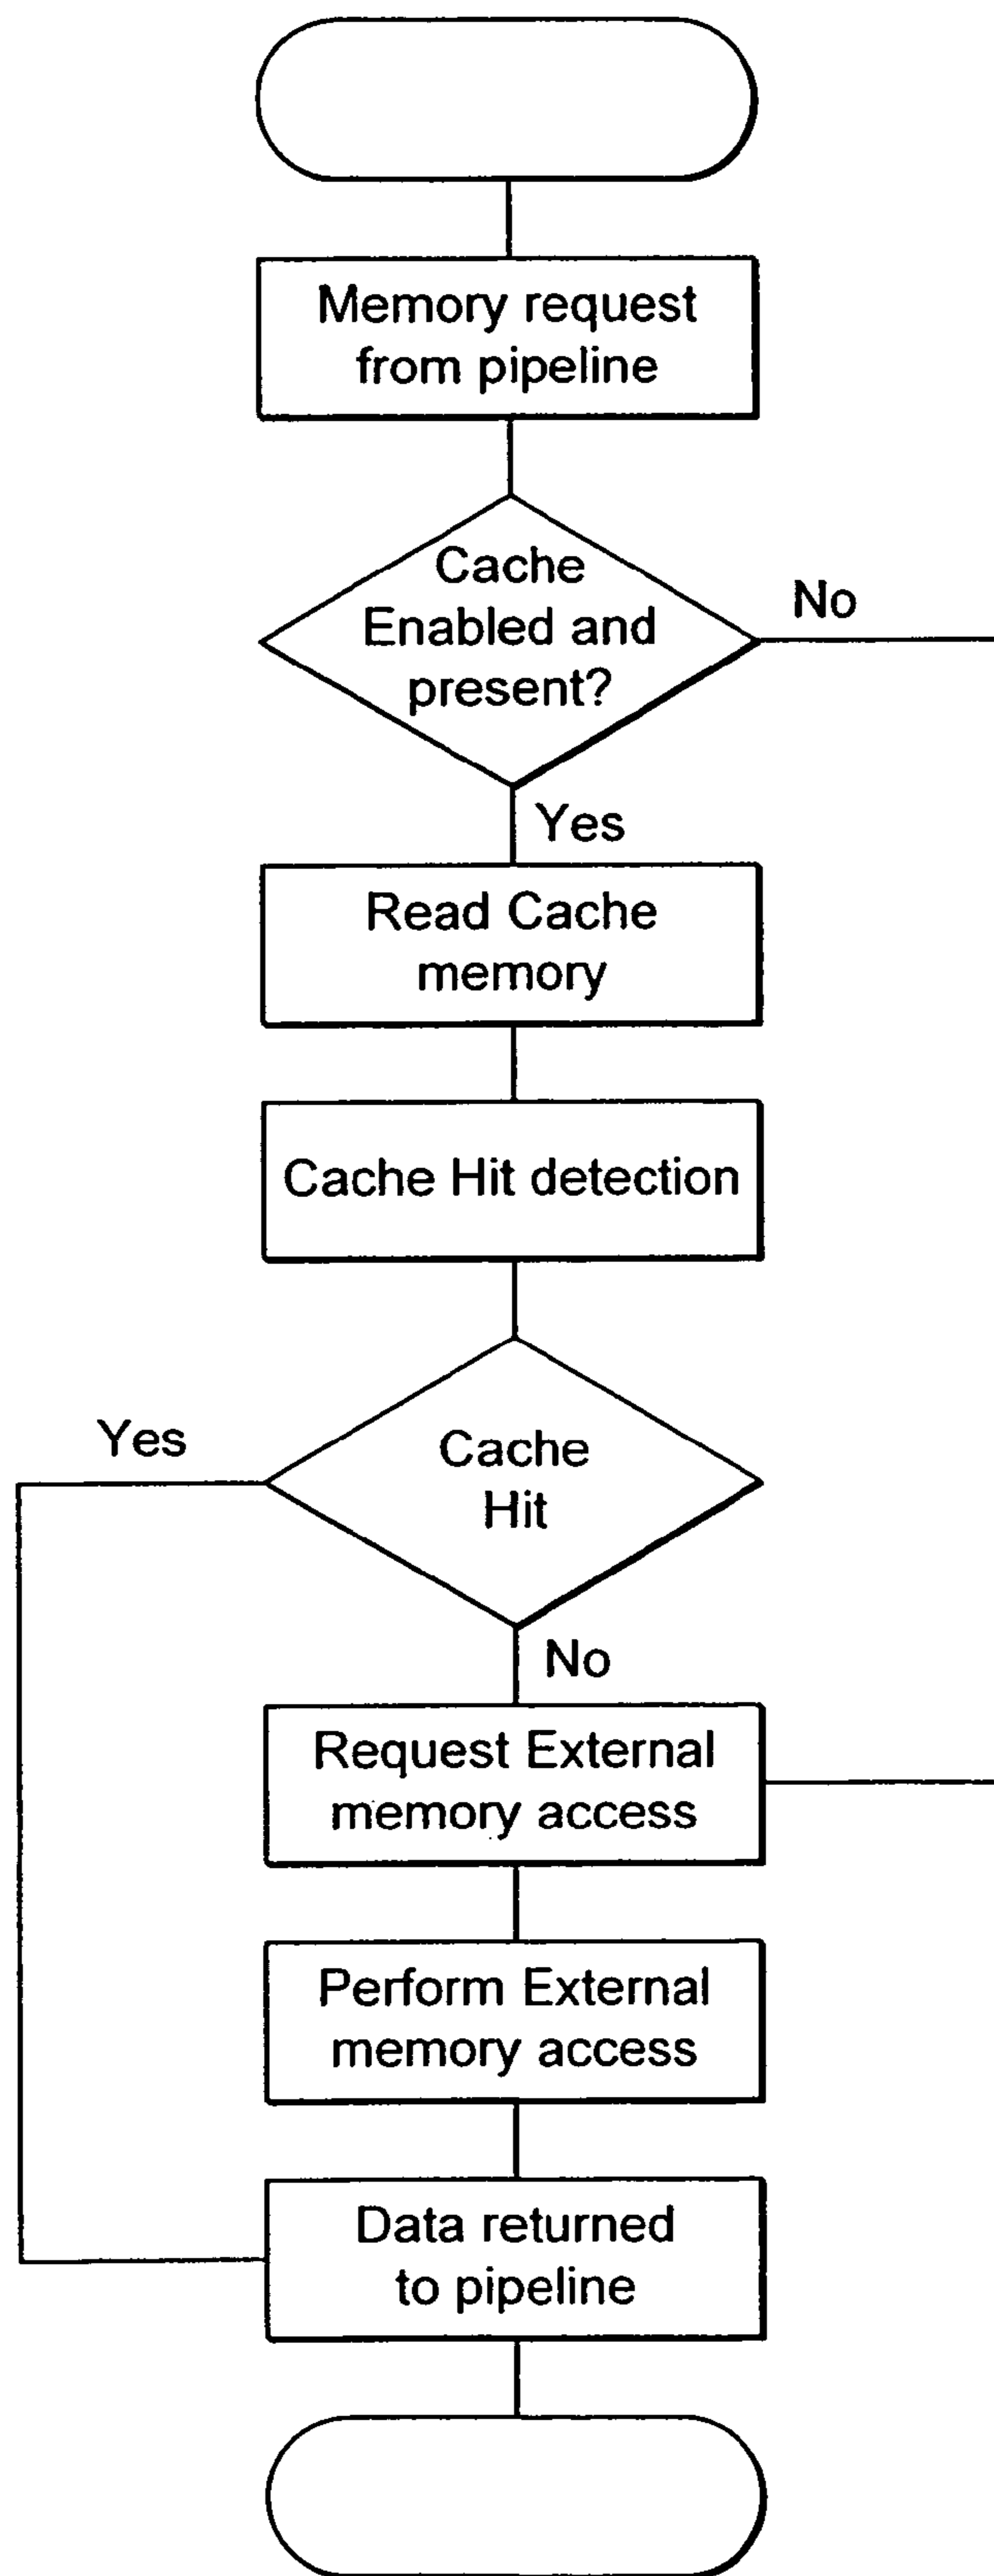 Memory request
from pipeline
Cache
Enabled and
present?
No
Yes
Read Cache
memory
Cache Hit detection
Yes
Cache
Hit
No
Request External
memory access
Perform External
memory access
Data returned
to pipeline